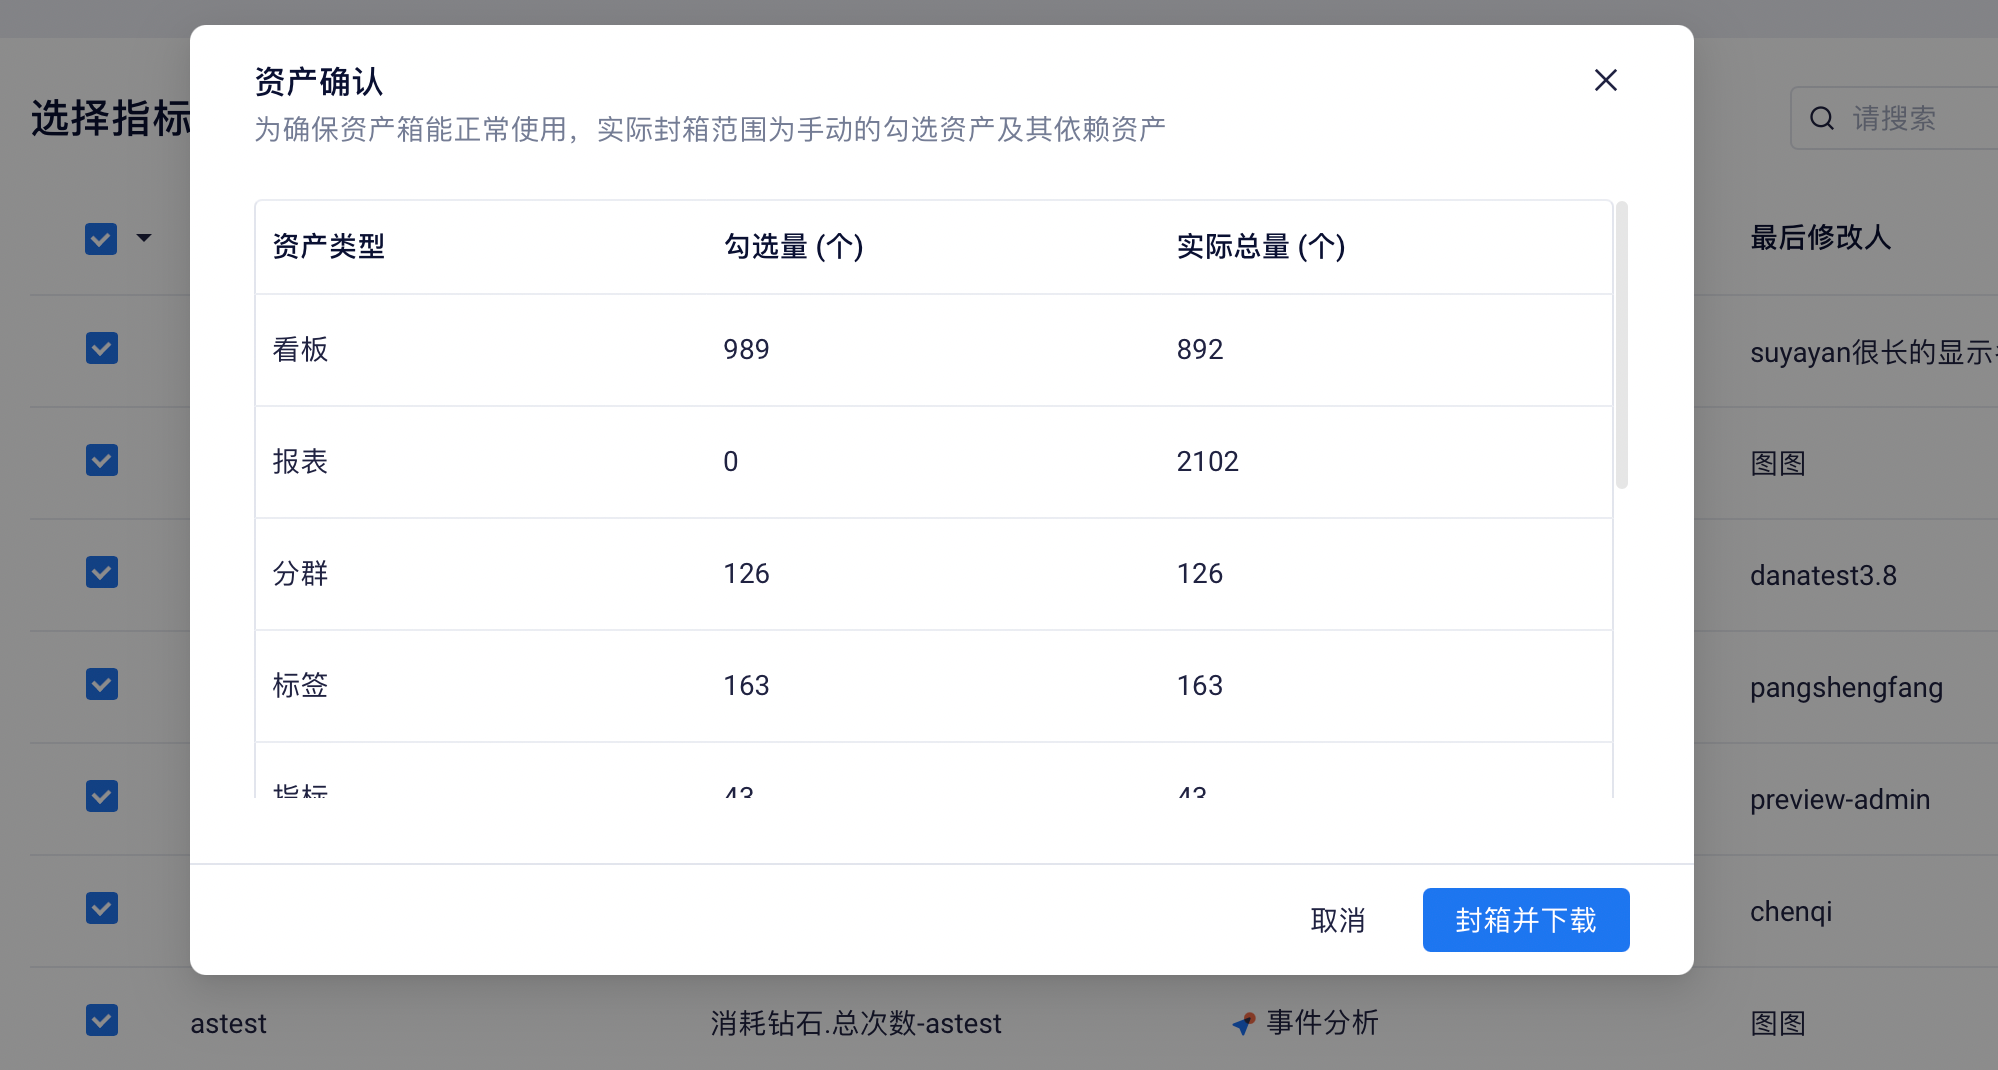 资产确认
为确保资产箱能正常使用，实际封箱范围为手动的勾选资产及其依赖资产
选择指标
请搜索
资产类型 勾选量 (个) 实际总量 (个)
最后修改人
看板 989 892
suyayan很长的显示
报表 0 2102
图图
分群 126 126
danatest3.8
标签 163 163
pangshengfang
指标 43 43
preview-admin
取消 封箱并下载
chenqi
astest 消耗钻石.总次数-astest 事件分析 图图